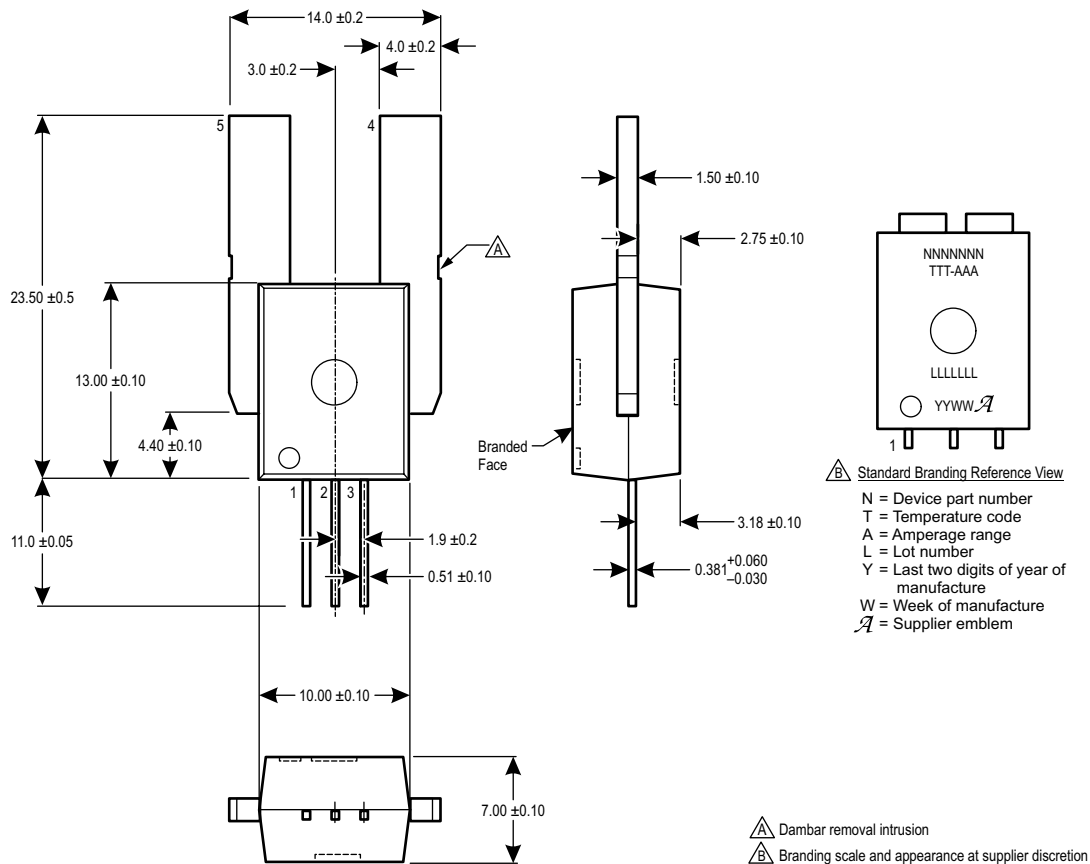 14.0 ±0.2
4.0 ±0.2
3.0 ±0.2
5
4
A
23.50 ±0.5
13.00 ±0.10
4.40 ±0.10
1
2
3
11.0 ±0.05
1.9 ±0.2
0.51 ±0.10
10.00 ±0.10
7.00 ±0.10
1.50 ±0.10
2.75 ±0.10
Branded
Face
3.18 ±0.10
0.381 +0.060
–0.030
NNNNNNN
TTT-AAA
LLLLLLL
YYWW A
1
B Standard Branding Reference View
N = Device part number
T = Temperature code
A = Amperage range
L = Lot number
Y = Last two digits of year of
manufacture
W = Week of manufacture
A = Supplier emblem
A Dambar removal intrusion
B Branding scale and appearance at supplier discretion